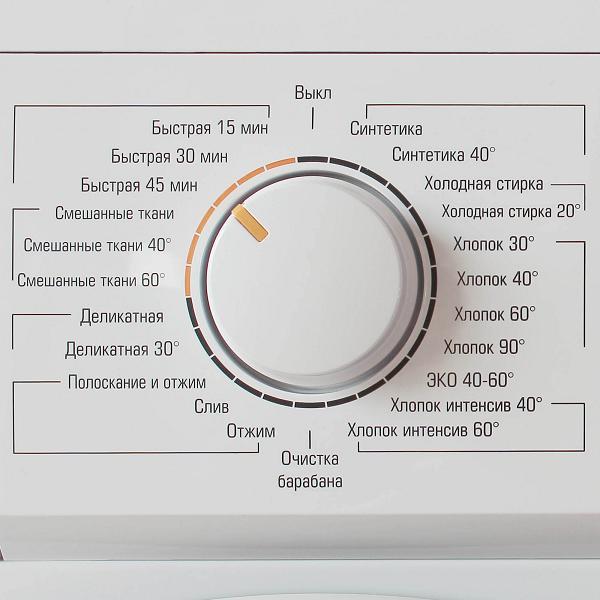 Выкл
Быстрая 15 мин
Быстрая 30 мин
Быстрая 45 мин
Смешанные ткани
Смешанные ткани 40°
Смешанные ткани 60°
Деликатная
Деликатная 30°
Полоскание и отжим
Слив
Отжим
Очистка
барабана
Синтетика
Синтетика 40°
Холодная стирка
Холодная стирка 20°
Хлопок 30°
Хлопок 40°
Хлопок 60°
Хлопок 90°
ЭКО 40-60°
Хлопок интенсив 40°
Хлопок интенсив 60°